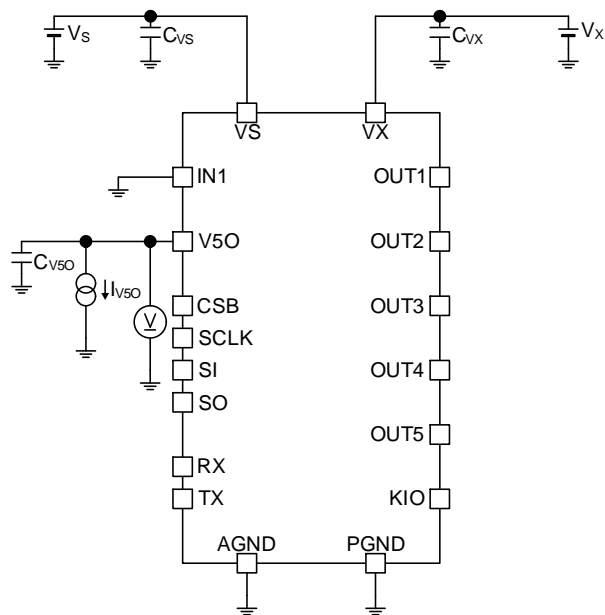 VS CVS CVX VX
VS VX
IN1 OUT1
V5O OUT2
CV5O IV5O V
CSB OUT3
SCLK
SI OUT4
SO
OUT5
RX
TX KIO
AGND PGND